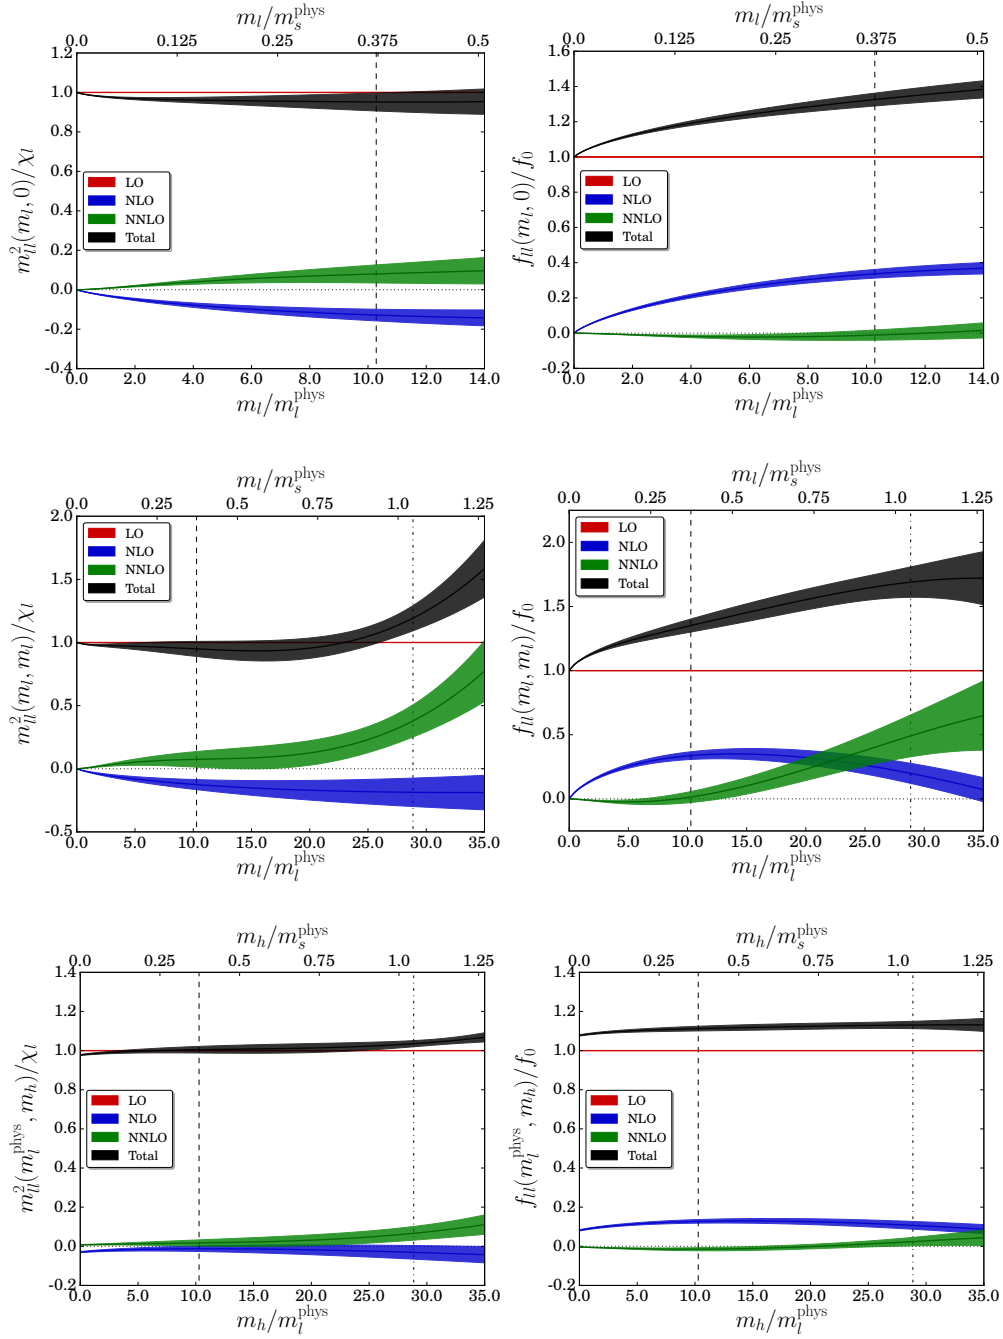 m_l/m_s^phys
0.0 0.125 0.25 0.375 0.5
1.2
1.0
0.8
0.6
0.4
0.2
0.0
-0.2
-0.4
m²_ll(m_l, 0)/χ_l
LO
NLO
NNLO
Total
0.0 2.0 4.0 6.0 8.0 10.0 12.0 14.0
m_l/m_l^phys
m_l/m_s^phys
0.0 0.125 0.25 0.375 0.5
1.6
1.4
1.2
1.0
0.8
0.6
0.4
0.2
0.0
-0.2
f_ll(m_l, 0)/f_0
LO
NLO
NNLO
Total
0.0 2.0 4.0 6.0 8.0 10.0 12.0 14.0
m_l/m_l^phys
m_l/m_s^phys
0.0 0.25 0.5 0.75 1.0 1.25
2.0
1.5
1.0
0.5
0.0
-0.5
m²_ll(m_l, m_l)/χ_l
LO
NLO
NNLO
Total
0.0 5.0 10.0 15.0 20.0 25.0 30.0 35.0
m_l/m_l^phys
m_l/m_s^phys
0.0 0.25 0.5 0.75 1.0 1.25
2.0
1.5
1.0
0.5
0.0
f_ll(m_l, m_l)/f_0
LO
NLO
NNLO
Total
0.0 5.0 10.0 15.0 20.0 25.0 30.0 35.0
m_l/m_l^phys
m_h/m_s^phys
0.0 0.25 0.5 0.75 1.0 1.25
1.4
1.2
1.0
0.8
0.6
0.4
0.2
0.0
-0.2
m²_ll(m_l^phys, m_h)/χ_l
LO
NLO
NNLO
Total
0.0 5.0 10.0 15.0 20.0 25.0 30.0 35.0
m_h/m_l^phys
m_h/m_s^phys
0.0 0.25 0.5 0.75 1.0 1.25
1.4
1.2
1.0
0.8
0.6
0.4
0.2
0.0
-0.2
f_ll(m_l^phys, m_h)/f_0
LO
NLO
NNLO
Total
0.0 5.0 10.0 15.0 20.0 25.0 30.0 35.0
m_h/m_l^phys